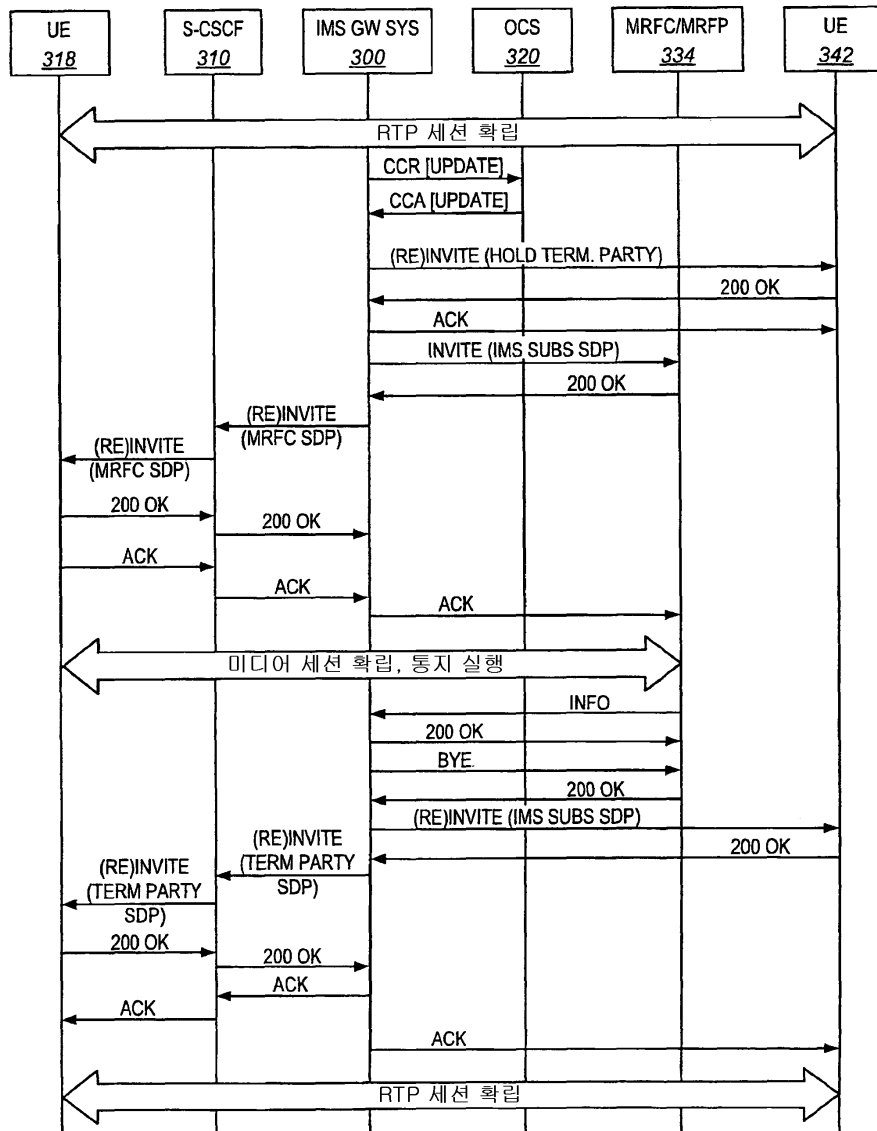 UE
318
S-CSCF
310
IMS GW SYS
300
OCS
320
MRFC/MRFP
334
UE
342
RTP 세션 확립
CCR [UPDATE]
CCA [UPDATE]
(RE)INVITE (HOLD TERM. PARTY)
200 OK
ACK
INVITE (IMS SUBS SDP)
200 OK
(RE)INVITE
(MRFC SDP)
(RE)INVITE
(MRFC SDP)
200 OK
200 OK
ACK
ACK
ACK
미디어 세션 확립, 통지 실행
INFO
200 OK
BYE.
200 OK
(RE)INVITE (IMS SUBS SDP)
200 OK
(RE)INVITE
(TERM PARTY
SDP)
(RE)INVITE
(TERM PARTY
SDP)
200 OK
200 OK
ACK
ACK
ACK
RTP 세션 확립